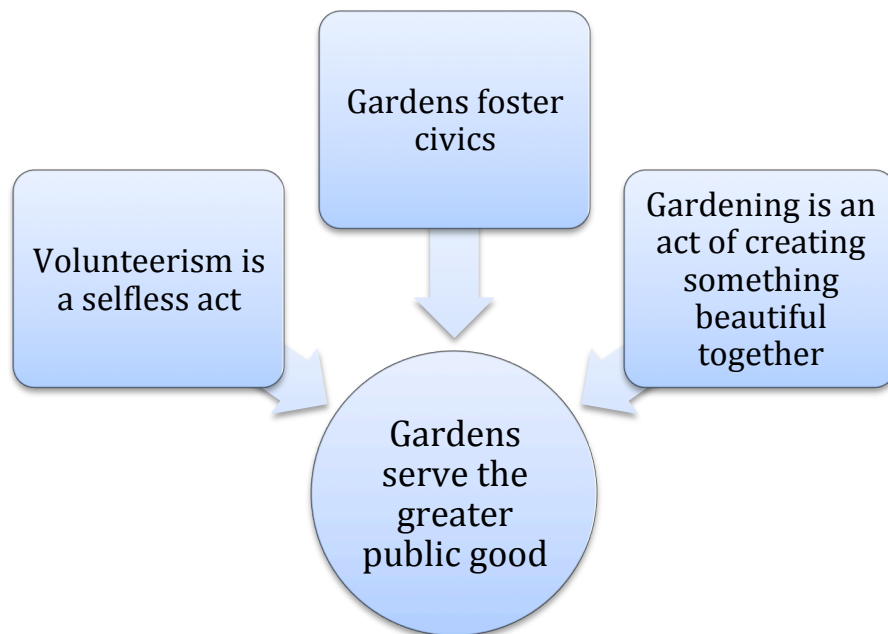 Gardens foster
civics
Volunteerism is
a selfless act
Gardening is an
act of creating
something
beautiful
together
Gardens
serve the
greater
public good